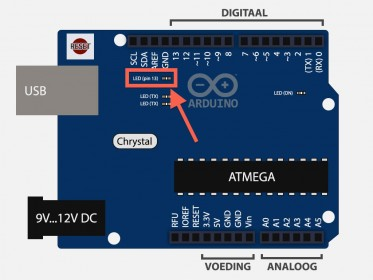 DIGITAAL
RESET
SCL
SDA
AREF
GND
13
12
~11
~10
~9
8
7
~6
~5
4
~3
2
(TX) 1
(RX) 0
LED (pin 13)
USB
LED (TX)
LED (TX)
ARDUINO
LED (ON)
Chrystal
ATMEGA
9V...12V DC
RFU
IOREF
RESET
3.3V
5V
GND
GND
Vin
A0
A1
A2
A3
A4
A5
VOEDING
ANALOOG